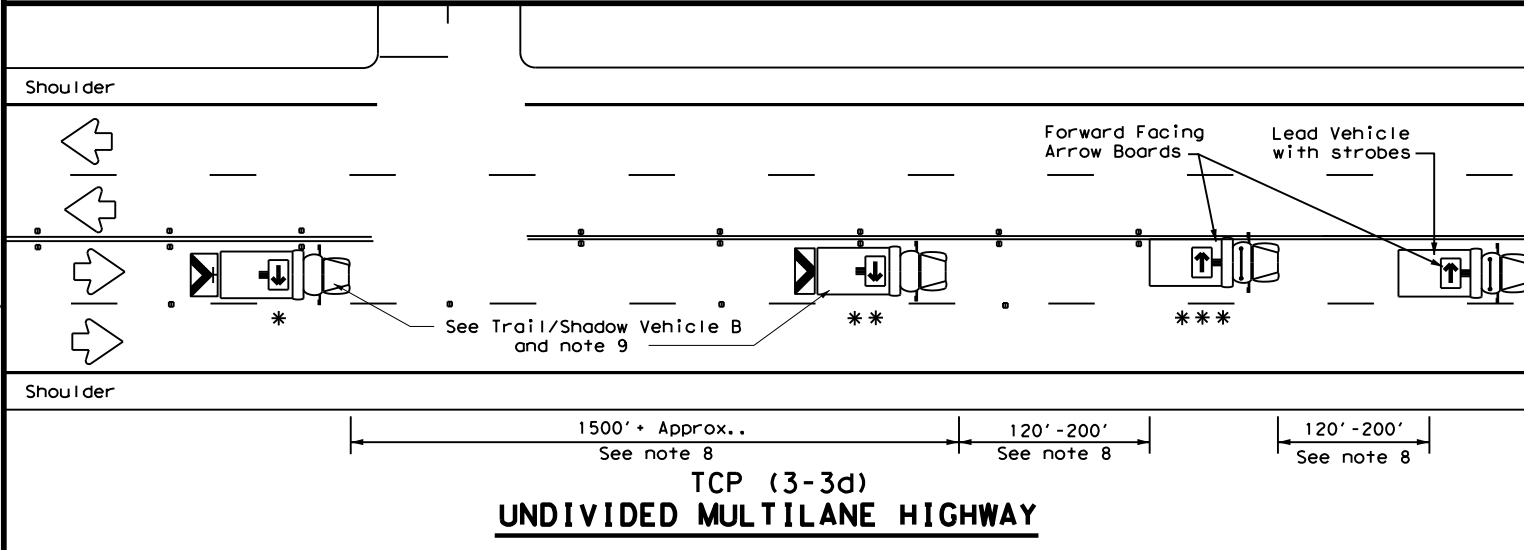 Shoulder
Forward Facing
Arrow Boards
Lead Vehicle
with strobes
*
**
***
See Trail/Shadow Vehicle B
and note 9
Shoulder
1500'+ Approx..
See note 8
120'-200'
See note 8
120'-200'
See note 8
TCP (3-3d)
UNDIVIDED MULTILANE HIGHWAY